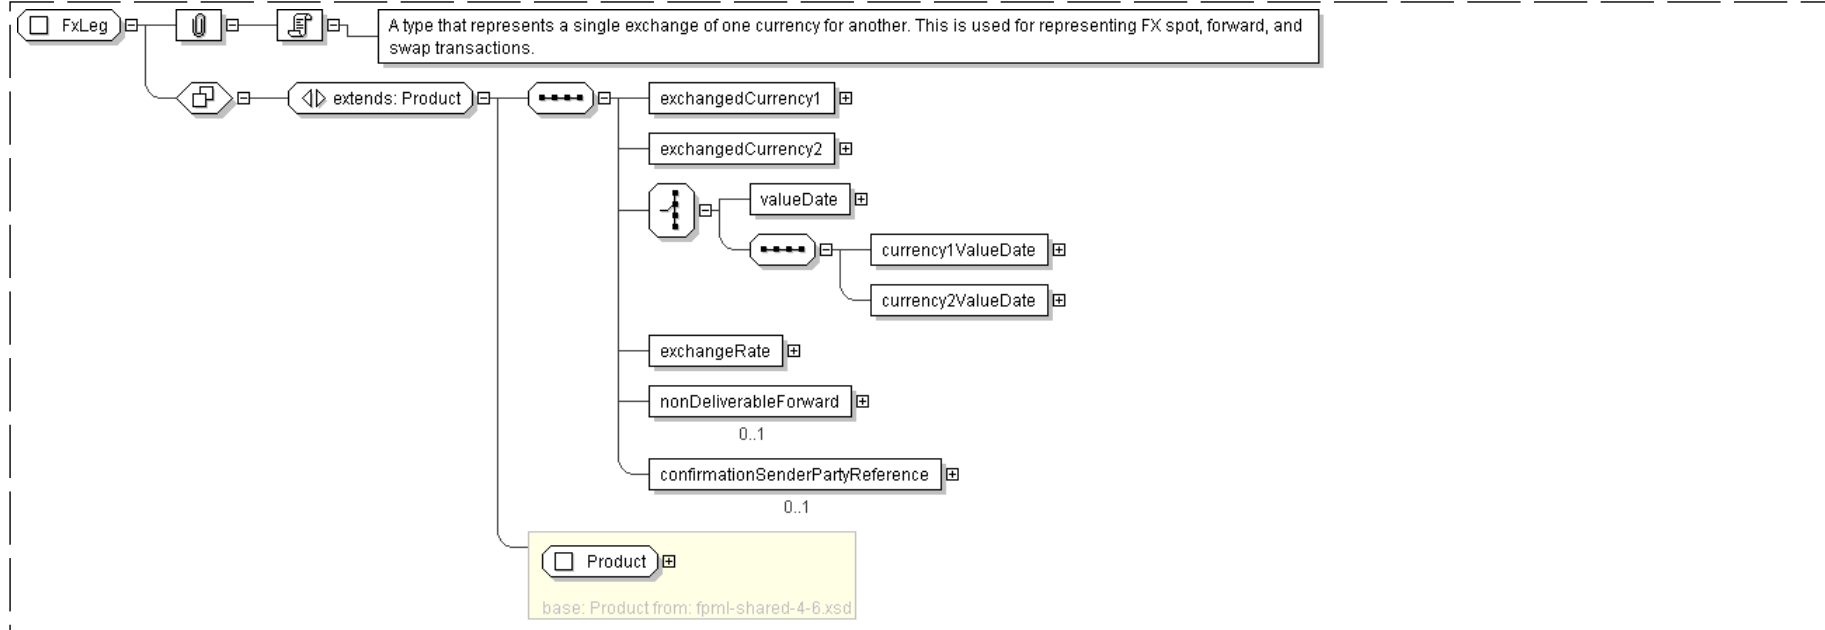 FxLeg
A type that represents a single exchange of one currency for another. This is used for representing FX spot, forward, and
swap transactions.
extends: Product
exchangedCurrency1
exchangedCurrency2
valueDate
currency1ValueDate
currency2ValueDate
exchangeRate
nonDeliverableForward
0..1
confirmationSenderPartyReference
0..1
Product
base: Product from: fpml-shared-4-6.xsd